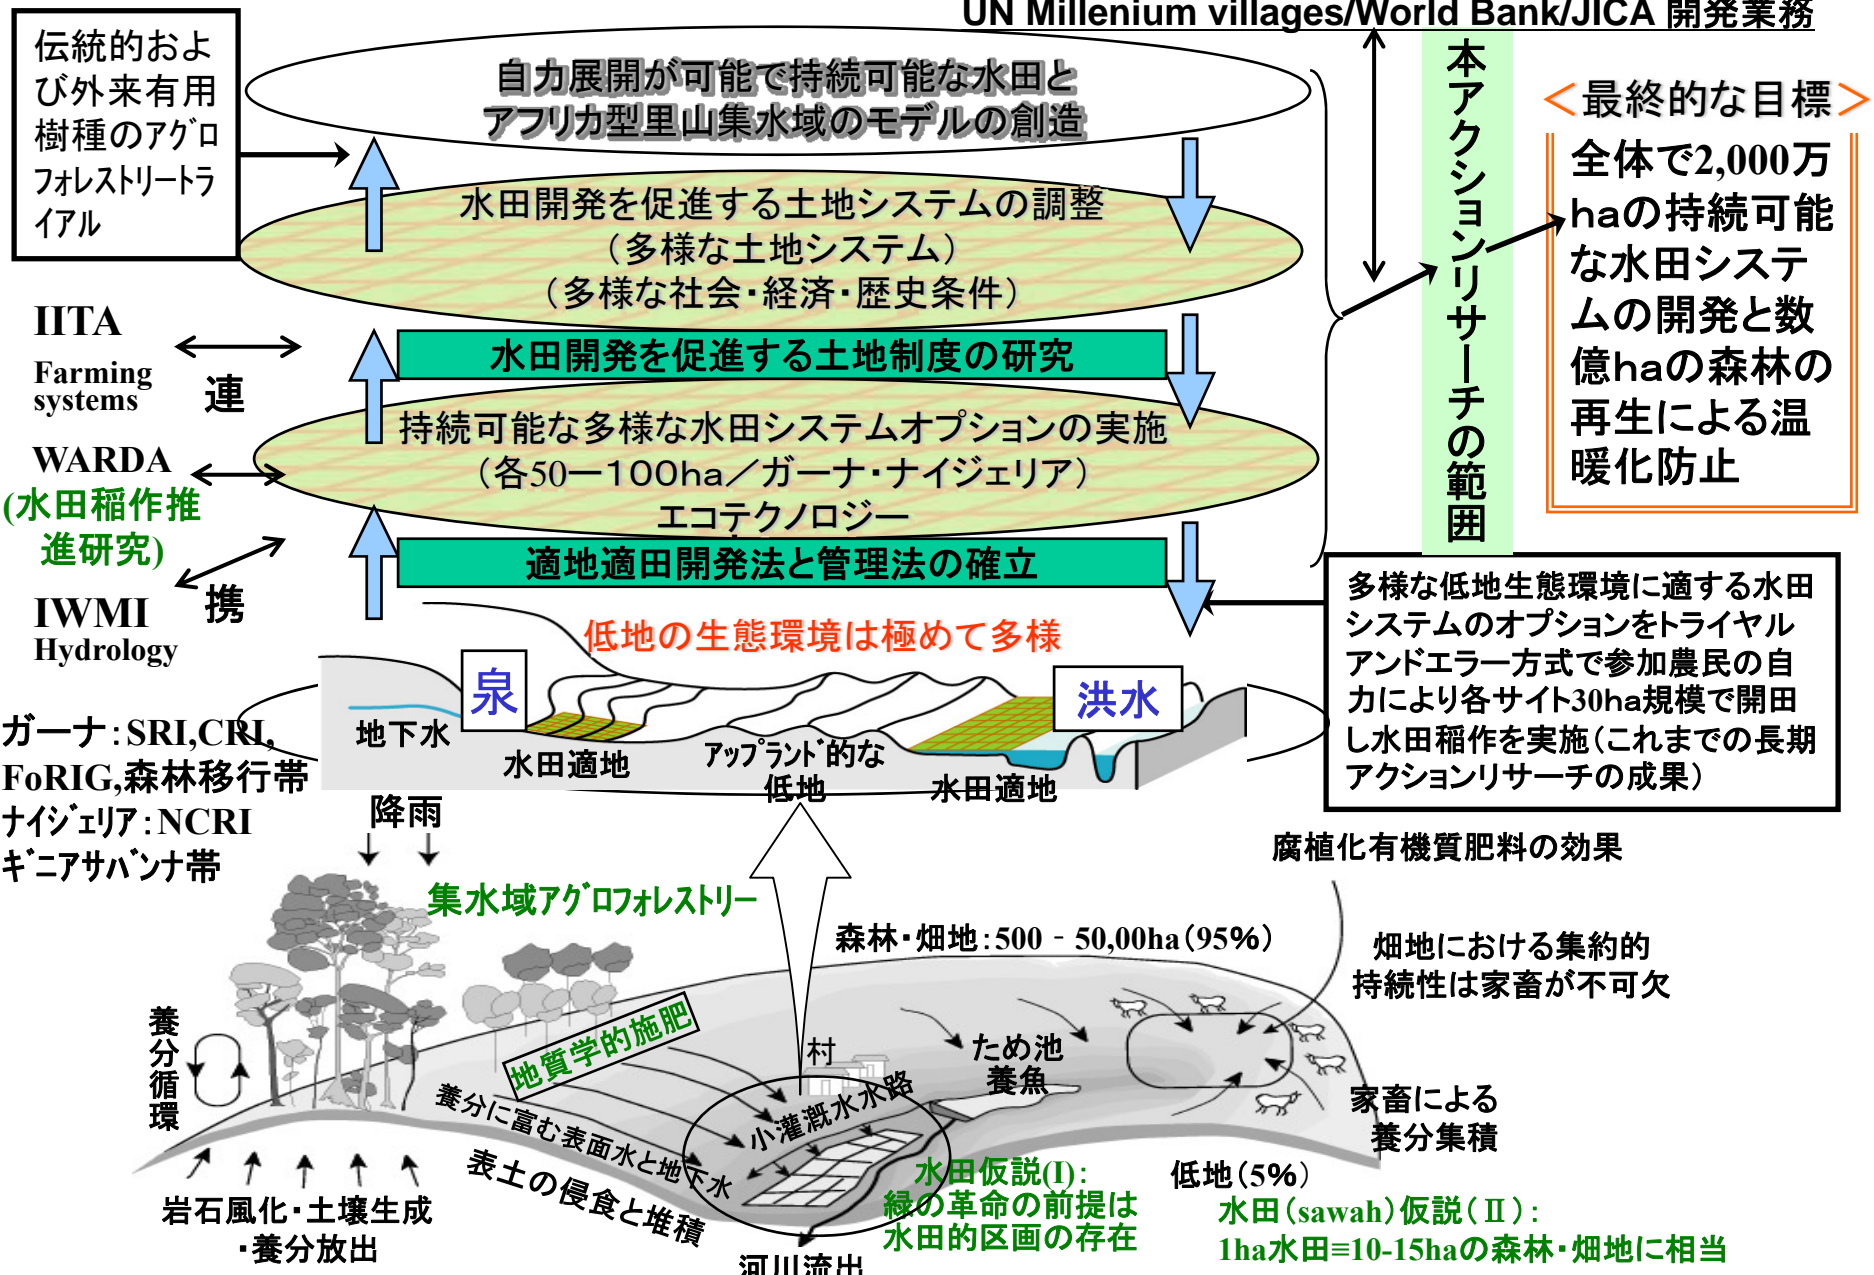 UN Millenium villages/World Bank/JICA 開発業務
伝統的およ
び外来有用
樹種のアグロ
フォレストリートラ
イアル
自力展開が可能で持続可能な水田と
アフリカ型里山集水域のモデルの創造
本アクションリサーチの範囲
＜最終的な目標＞
全体で2,000万
haの持続可能
な水田システ
ムの開発と数
億haの森林の
再生による温
暖化防止
水田開発を促進する土地システムの調整
（多様な土地システム）
（多様な社会・経済・歴史条件）
水田開発を促進する土地制度の研究
IITA
Farming
systems
連
WARDA
(水田稲作推
進研究)
携
IWMI
Hydrology
持続可能な多様な水田システムオプションの実施
（各50ー100ha／ガーナ・ナイジェリア）
エコテクノロジー
適地適田開発法と管理法の確立
多様な低地生態環境に適する水田
システムのオプションをトライヤル
アンドエラー方式で参加農民の自
力により各サイト30ha規模で開田
し水田稲作を実施（これまでの長期
アクションリサーチの成果）
低地の生態環境は極めて多様
泉
洪水
地下水
水田適地
アップランド的な
低地
水田適地
ガーナ：SRI,CRI,
FoRIG,森林移行帯
ナイジェリア：NCRI
ギニアサバンナ帯
降雨
腐植化有機質肥料の効果
集水域アグロフォレストリー
森林・畑地：500‐50,00ha（95%）
畑地における集約的
持続性は家畜が不可欠
養分循環
地質学的施肥
村
ため池
養魚
小灌漑水水路
養分に富む表面水と地下水
表土の侵食と堆積
家畜による
養分集積
岩石風化・土壌生成
・養分放出
河川流出
水田仮説(I)：
緑の革命の前提は
水田的区画の存在
低地（5%）
水田（sawah）仮説（Ⅱ）：
1ha水田≡10-15haの森林・畑地に相当